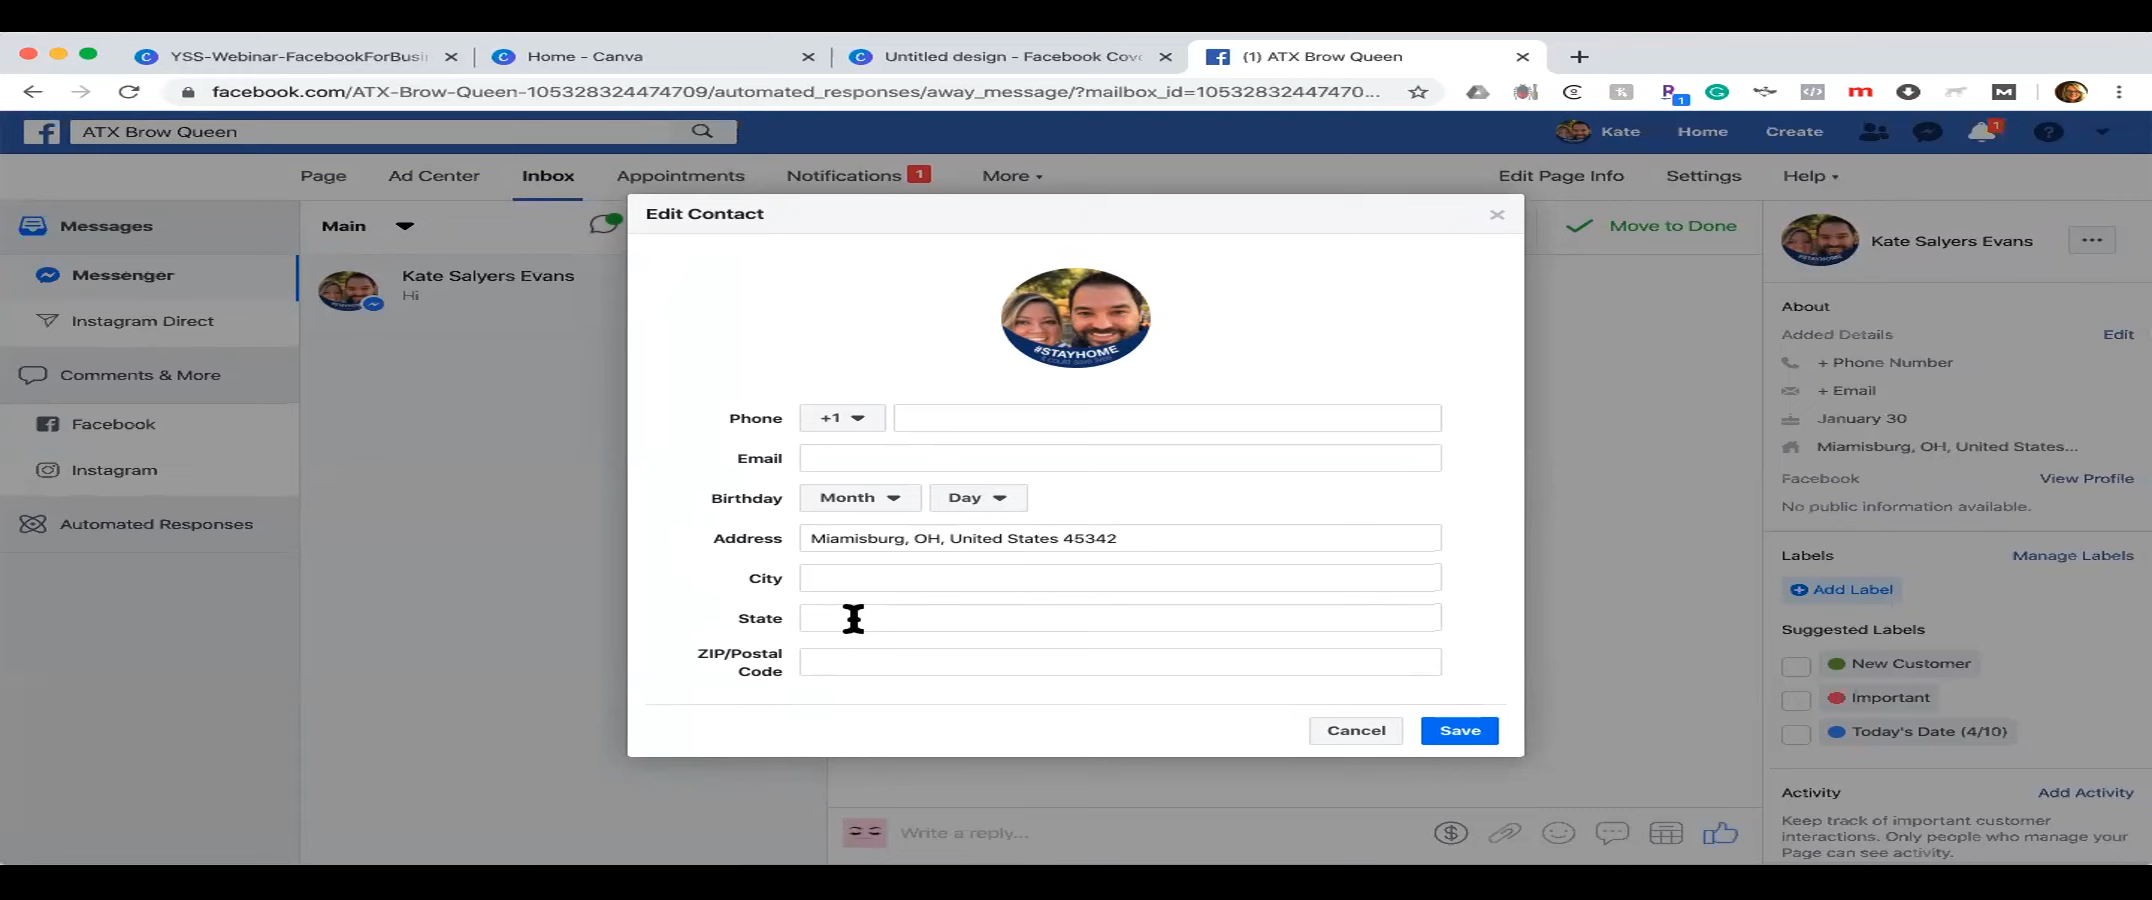 YSS-Webinar-FacebookForBusi
Home - Canva
Untitled design - Facebook Cove
(1) ATX Brow Queen
facebook.com/ATX-Brow-Queen-105328324474709/automated_responses/away_message/?mailbox_id=10532832447470...
ATX Brow Queen
Kate
Home
Create
1
Page
Ad Center
Inbox
Appointments
Notifications 1
More
Edit Page Info
Settings
Help
Messages
Messenger
Instagram Direct
Comments & More
Facebook
Instagram
Automated Responses
Main
Kate Salyers Evans
Hi
Edit Contact
#STAYHOME
Phone +1
Email
Birthday Month Day
Address Miamisburg, OH, United States 45342
City
State
ZIP/Postal
Code
Cancel
Save
Write a reply...
Move to Done
Kate Salyers Evans
About
Added Details Edit
+ Phone Number
+ Email
January 30
Miamisburg, OH, United States...
Facebook View Profile
No public information available.
Labels Manage Labels
Add Label
Suggested Labels
New Customer
Important
Today's Date (4/10)
Activity Add Activity
Keep track of important customer
interactions. Only people who manage your
Page can see activity.